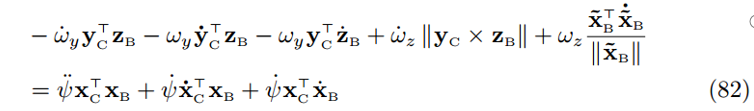 − ω̇_y y_C^⊤ z_B − ω_y ẏ_C^⊤ z_B − ω_y y_C^⊤ ż_B + ω̇_z ‖y_C × z_B‖ + ω_z (x̃_B^⊤ x̃̇_B)/‖x̃_B‖
= ψ̈ x_C^⊤ x_B + ψ̇ ẋ_C^⊤ x_B + ψ̇ x_C^⊤ ẋ_B (82)